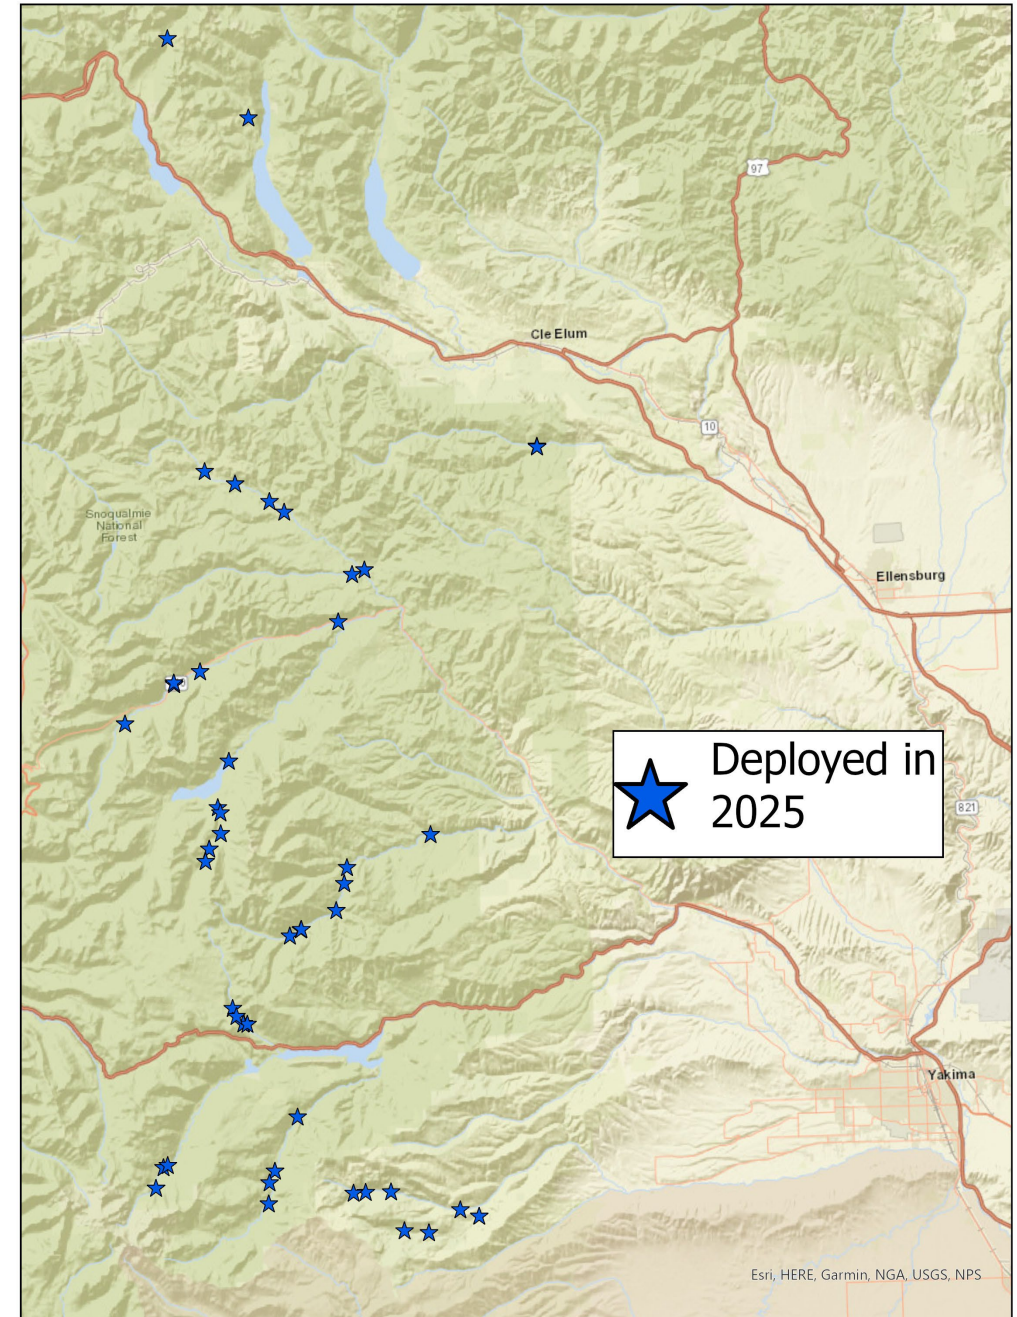 97
Cle Elum
10
Snoqualmie
National
Forest
Ellensburg
Deployed in
2025
821
Yakima
Esri, HERE, Garmin, NGA, USGS, NPS